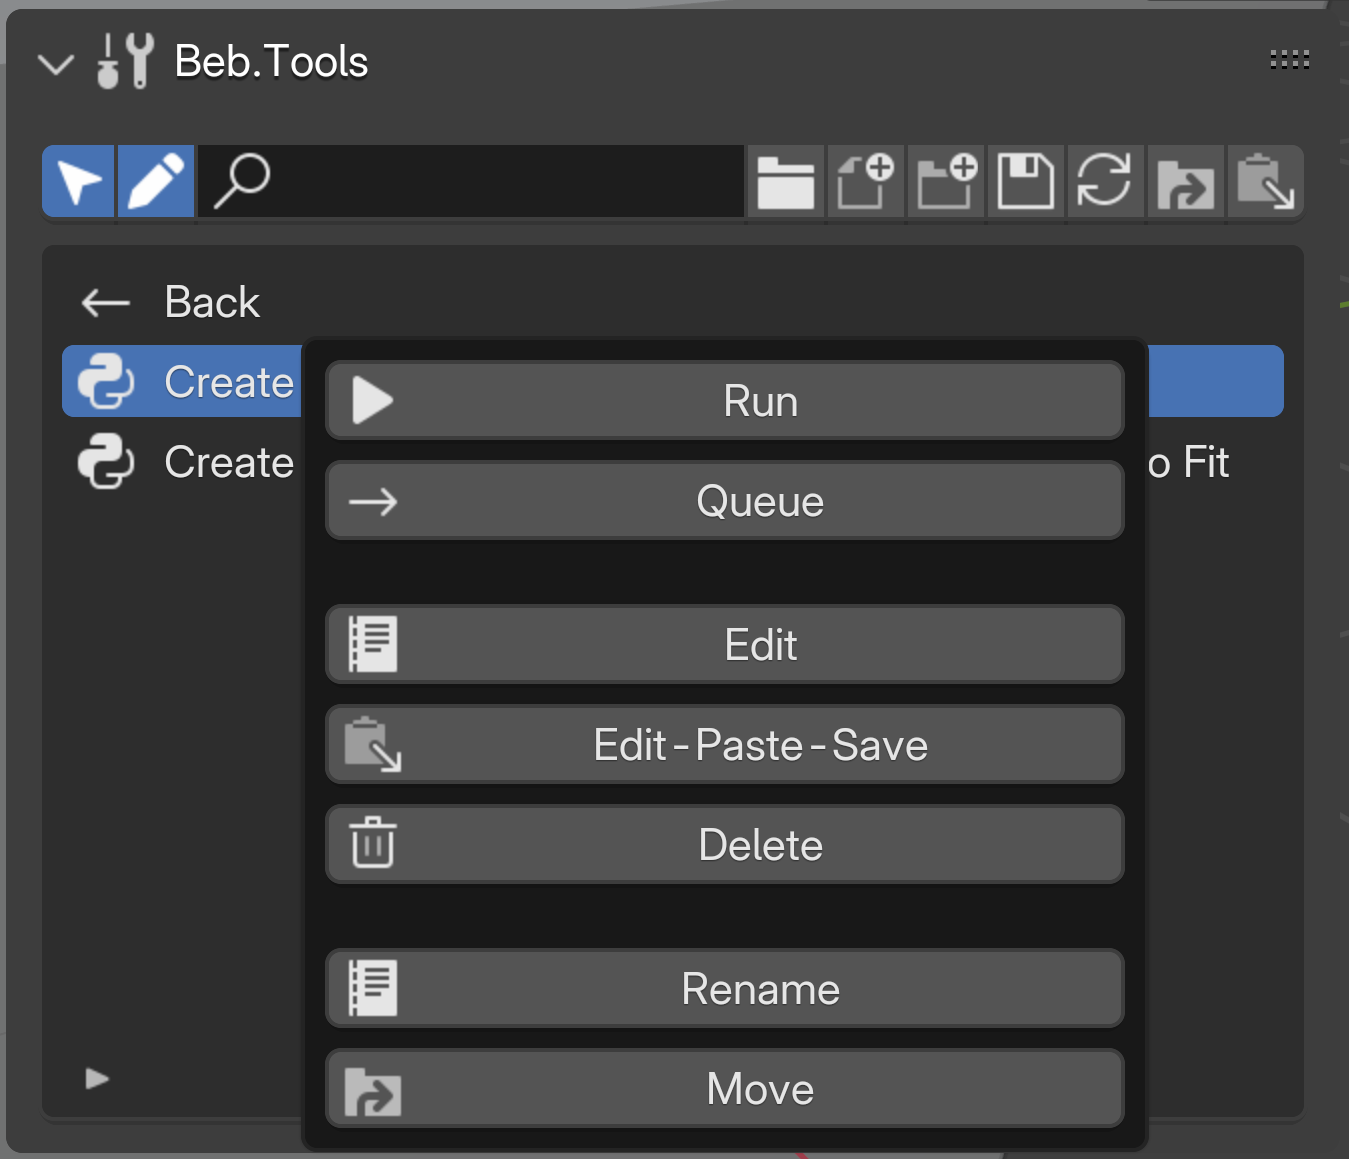 Beb.Tools
Back
Create
Create o Fit
Run
Queue
Edit
Edit-Paste-Save
Delete
Rename
Move